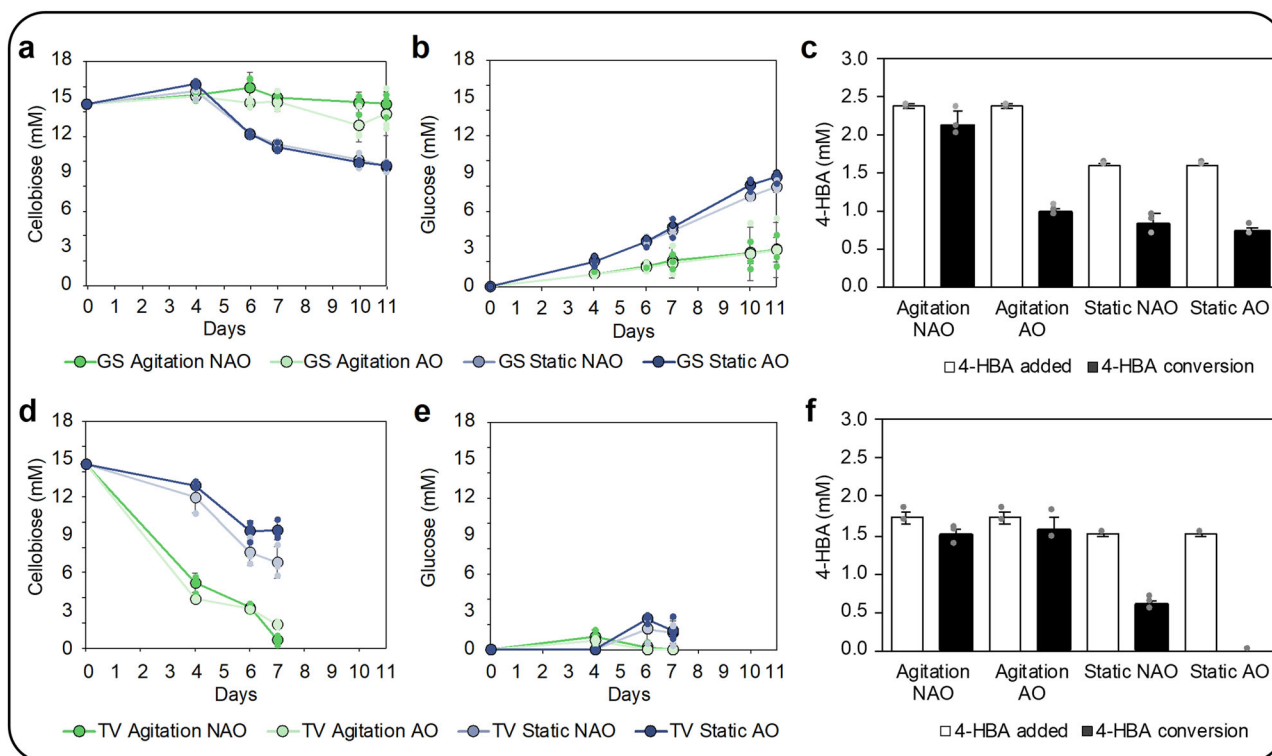 a
18
15
12
9
6
3
0
Cellobiose (mM)
0 1 2 3 4 5 6 7 8 9 10 11
Days
b
18
15
12
9
6
3
0
Glucose (mM)
0 1 2 3 4 5 6 7 8 9 10 11
Days
GS Agitation NAO GS Agitation AO GS Static NAO GS Static AO
c
3.0
2.5
2.0
1.5
1.0
0.5
0.0
4-HBA (mM)
Agitation Agitation Static NAO Static AO
NAO AO
4-HBA added 4-HBA conversion
d
18
15
12
9
6
3
0
Cellobiose (mM)
0 1 2 3 4 5 6 7 8 9 10 11
Days
e
18
15
12
9
6
3
0
Glucose (mM)
0 1 2 3 4 5 6 7 8 9 10 11
Days
TV Agitation NAO TV Agitation AO TV Static NAO TV Static AO
f
3.0
2.5
2.0
1.5
1.0
0.5
0.0
4-HBA (mM)
Agitation Agitation Static NAO Static AO
NAO AO
4-HBA added 4-HBA conversion